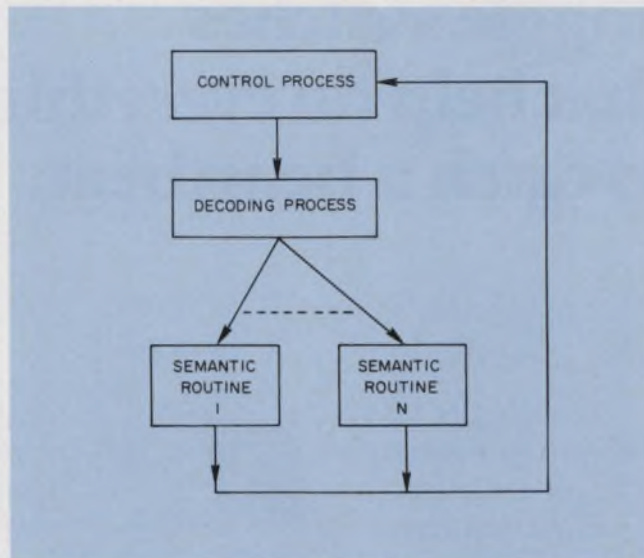 CONTROL PROCESS
DECODING PROCESS
SEMANTIC
ROUTINE
I
SEMANTIC
ROUTINE
N